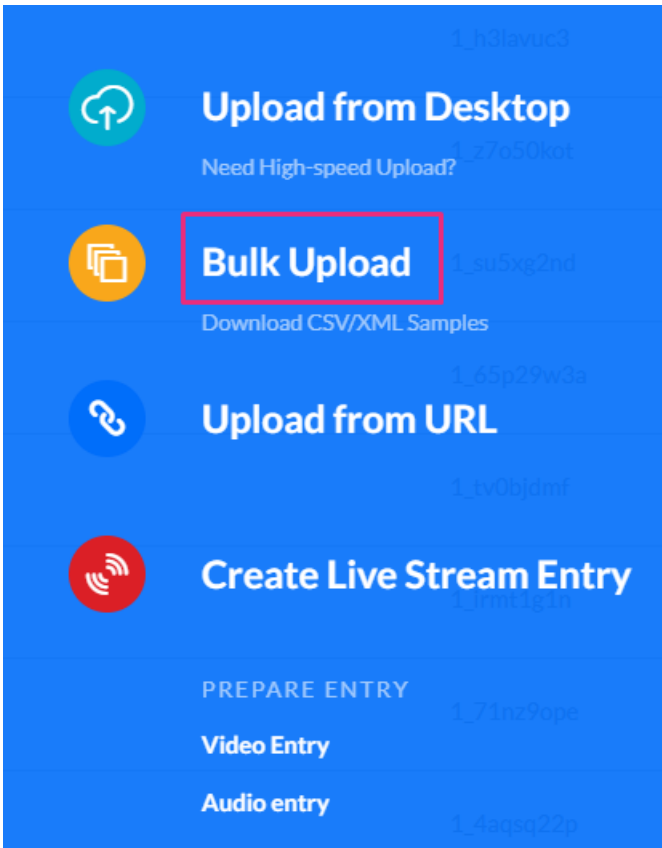 1_h3lavuc3
Upload from Desktop
Need High-speed Upload?
1_z7o50kot
Bulk Upload
1_su5xg2nd
Download CSV/XML Samples
1_65p29w3a
Upload from URL
1_tv0bjdmf
Create Live Stream Entry
PREPARE ENTRY
1_71nz9ope
Video Entry
Audio entry
1_4aqsq22p